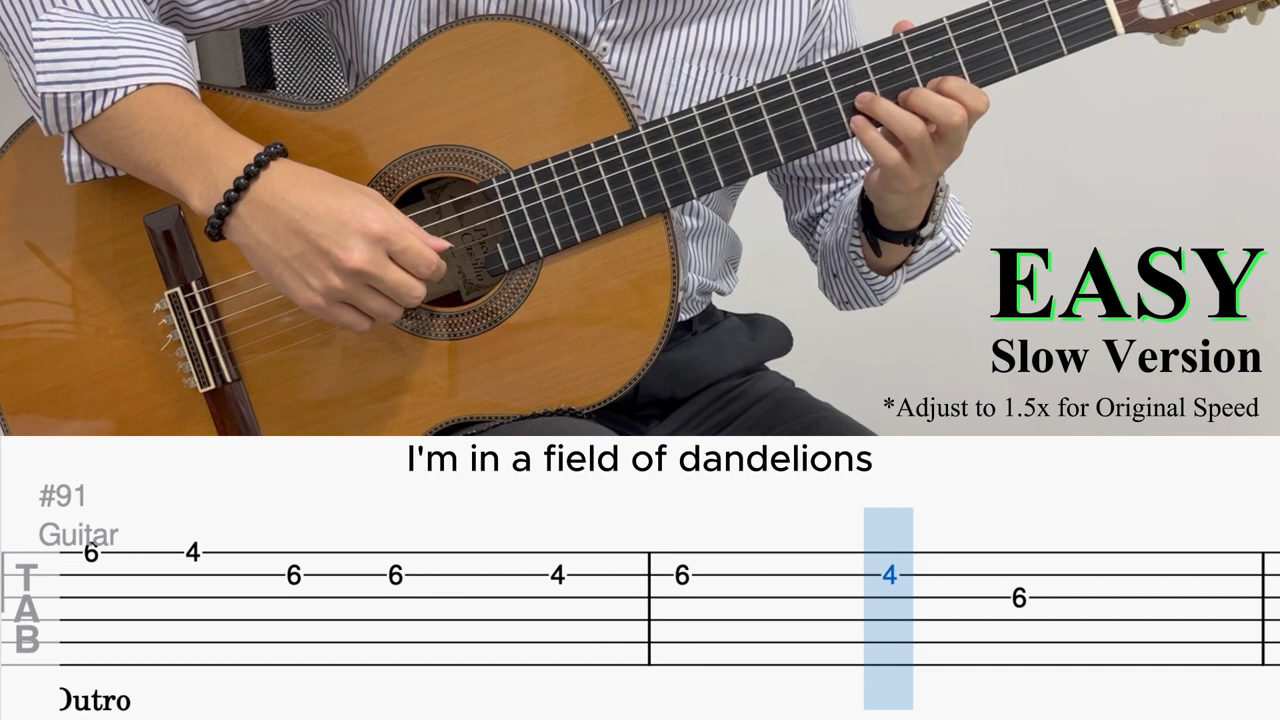 EASY
Slow Version
*Adjust to 1.5x for Original Speed
I'm in a field of dandelions
#91
Guitar
6 4
T 6 6 4 6 4
A 6
B
Outro